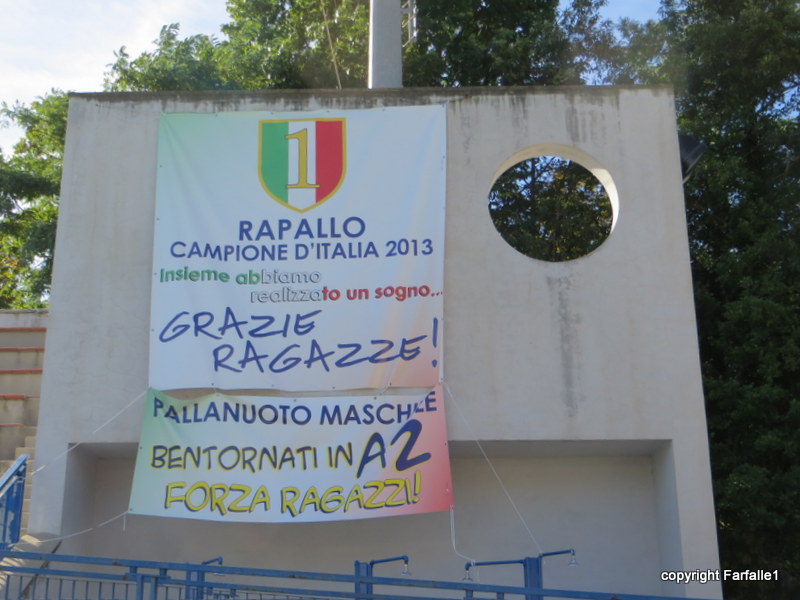 1
RAPALLO
CAMPIONE D'ITALIA 2013
Insieme abbiamo
realizzato un sogno...
GRAZIE
RAGAZZE!
PALLANUOTO MASCHILE
BENTORNATI IN A2
FORZA RAGAZZI!
copyright Farfalle1